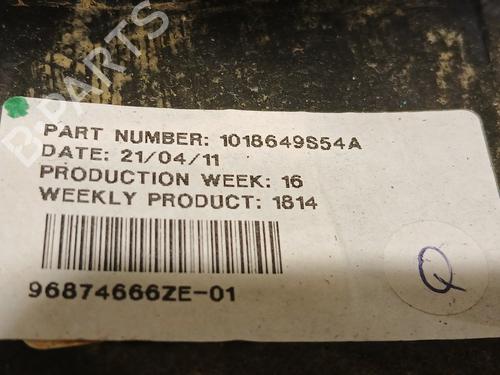 B-PARTS
PART NUMBER: 1018649S54A
DATE: 21/04/11
PRODUCTION WEEK: 16
WEEKLY PRODUCT: 1814
96874666ZE-01
Q